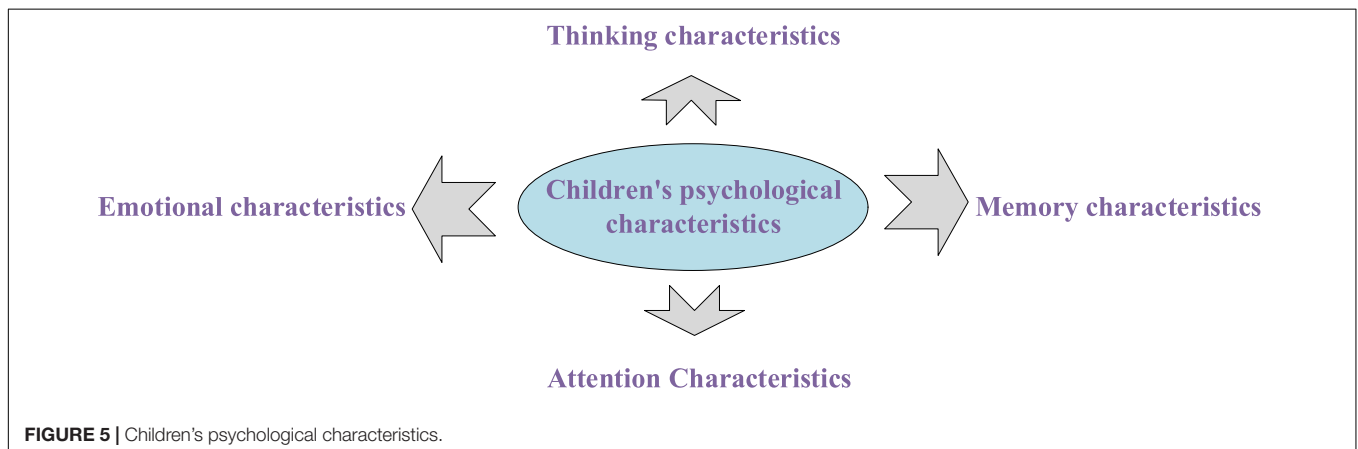 Thinking characteristics
Emotional characteristics
Children's psychological
characteristics
Memory characteristics
Attention Characteristics
FIGURE 5 | Children’s psychological characteristics.